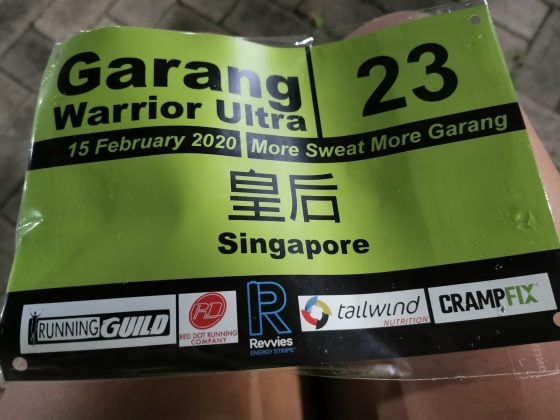 Garang
Warrior Ultra
23
15 February 2020
More Sweat More Garang
皇后
Singapore
RUNNING GUILD
RD
RED DOT RUNNING
COMPANY
R
Revvies
ENERGY STRIPS
tailwind
NUTRITION
CRAMPFIX